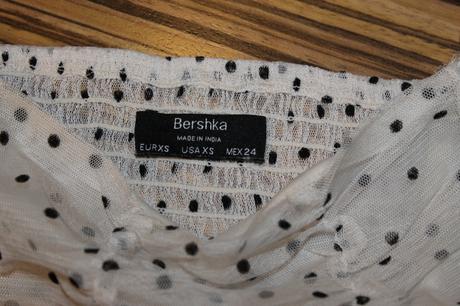 Bershka
MADE IN INDIA
EUR XS USA XS MEX 24